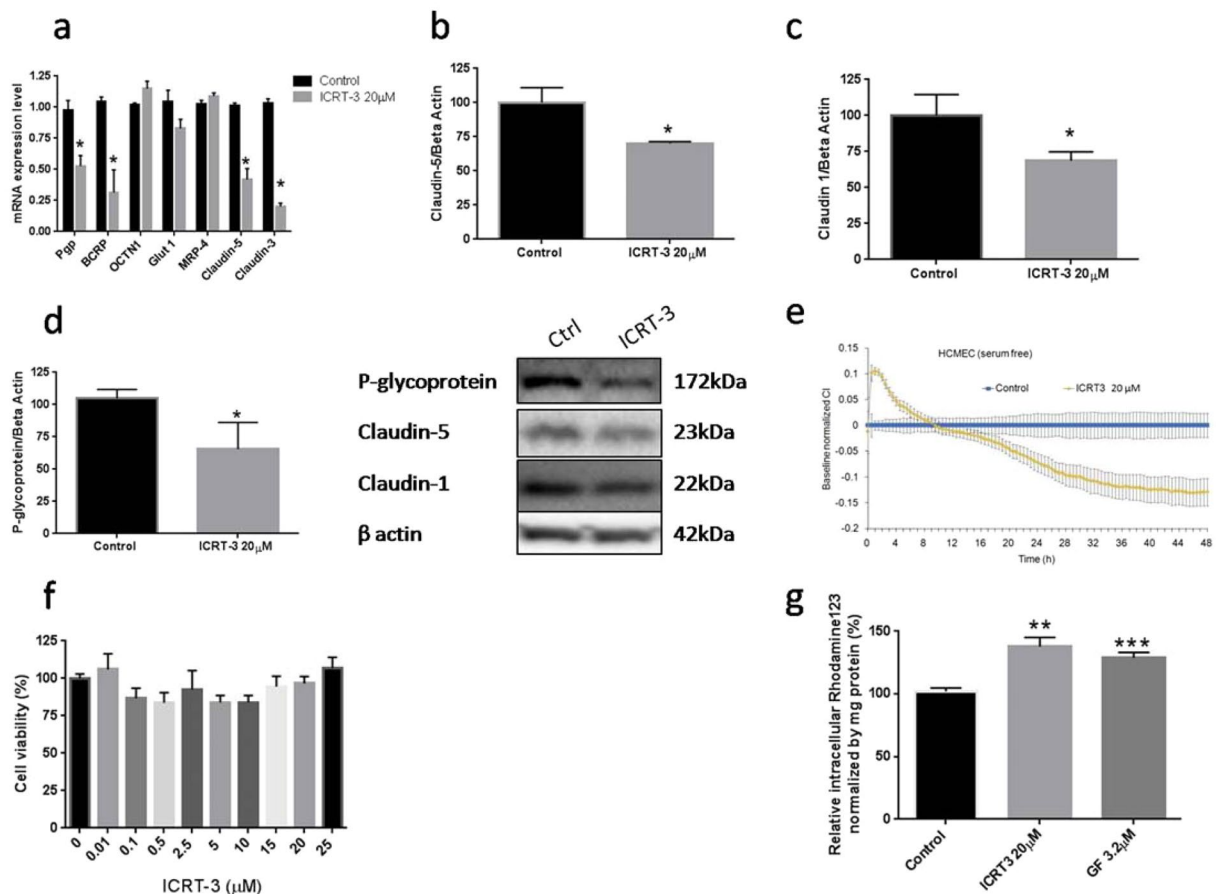 a
1.25
1.00
0.75
0.50
0.25
0.00
mRNA expression level
Control
ICRT-3 20μM
*
*
*
*
Pgp
BCRP
OCTN1
Glut 1
MRP-4
Claudin-5
Claudin-3
b
125
100
75
50
25
0
Claudin-5/Beta Actin
*
Control
ICRT-3 20μM
c
125
100
75
50
25
0
Claudin 1/Beta Actin
*
Control
ICRT-3 20μM
d
125
100
75
50
25
0
P-glycoprotein/Beta Actin
*
Control
ICRT-3 20μM
Ctrl
ICRT-3
P-glycoprotein
172kDa
Claudin-5
23kDa
Claudin-1
22kDa
β actin
42kDa
e
HCMEC (serum free)
Control
ICRT3 20 μM
0.15
0.1
0.05
0
-0.05
-0.1
-0.15
-0.2
Baseline normalized CI
0 4 8 12 16 20 24 28 32 36 40 44 48
Time (h)
f
125
100
75
50
25
0
Cell viability (%)
0
0.01
0.1
0.5
2.5
5
10
15
20
25
ICRT-3 (μM)
g
150
100
50
0
Relative intracellular Rhodamine123
normalized by mg protein (%)
**
***
Control
ICRT3 20μM
GF 3.2μM